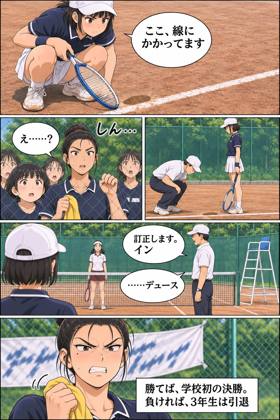 ここ、線に
かかってます
しん…
え……?
訂正します。
イン
……デュース
勝てば、学校初の決勝。
負ければ、3年生は引退